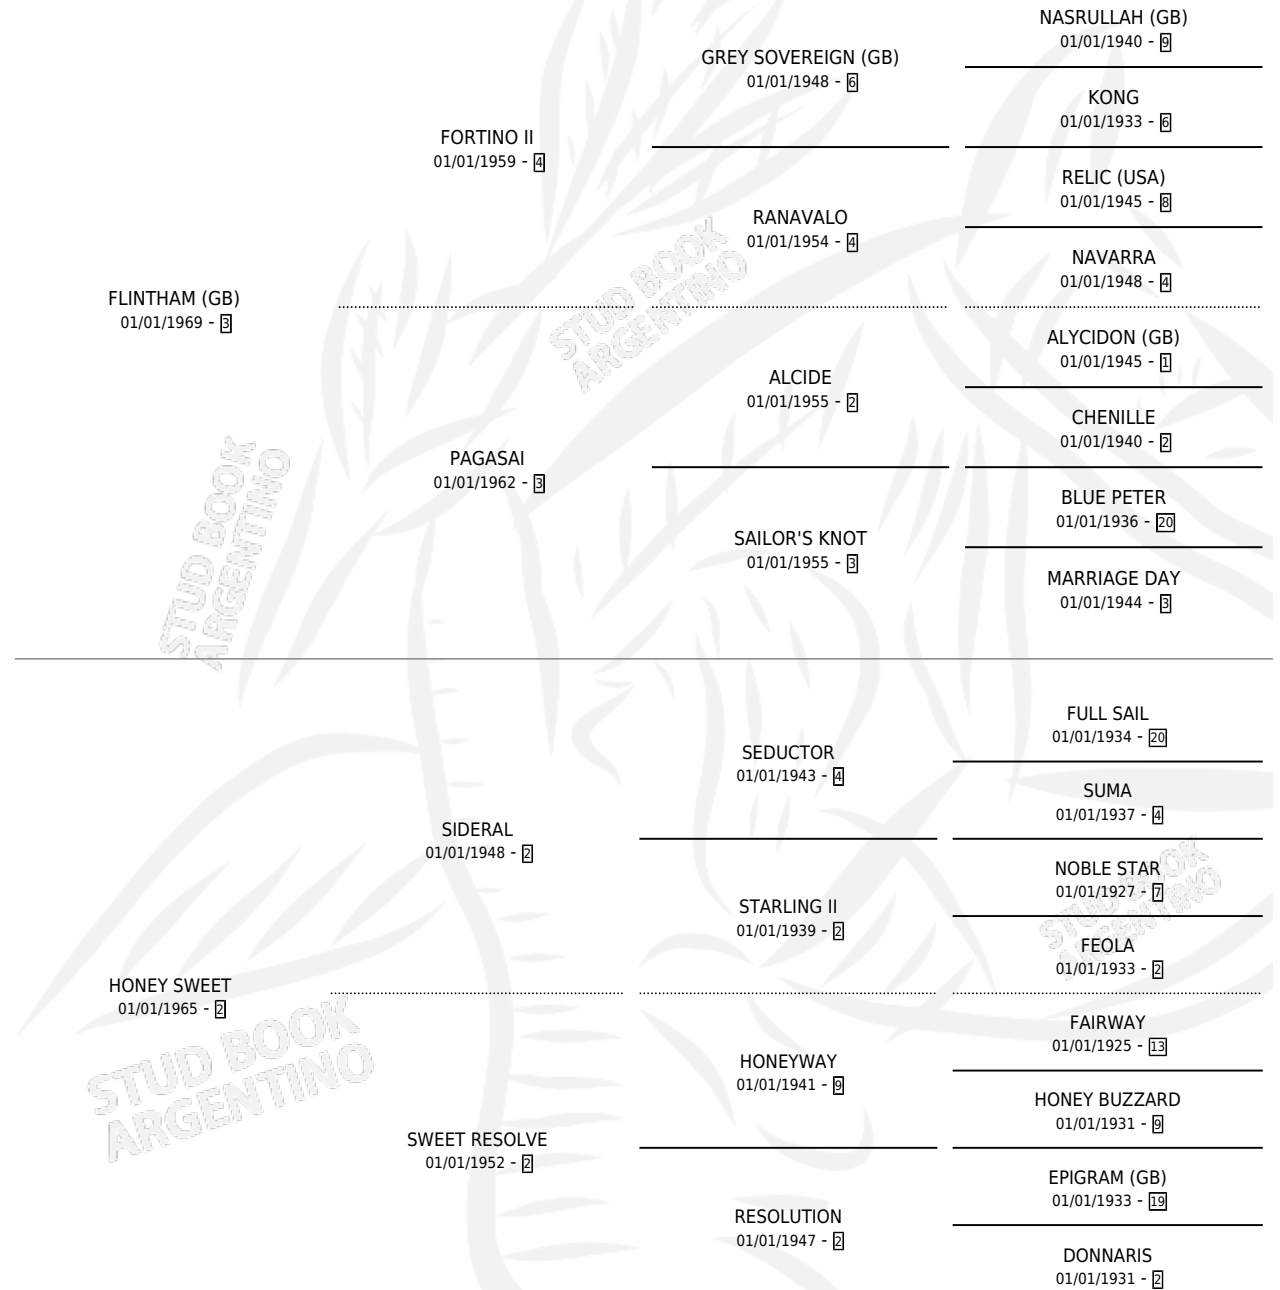 NASRULLAH (GB)
01/01/1940 - 9
GREY SOVEREIGN (GB)
01/01/1948 - 6
KONG
01/01/1933 - 6
FORTINO II
01/01/1959 - 4
RELIC (USA)
01/01/1945 - 8
RANAVALO
01/01/1954 - 4
NAVARRA
01/01/1948 - 4
FLINTHAM (GB)
01/01/1969 - 3
ALYCIDON (GB)
01/01/1945 - 1
ALCIDE
01/01/1955 - 2
CHENILLE
01/01/1940 - 2
PAGASAI
01/01/1962 - 3
BLUE PETER
01/01/1936 - 20
SAILOR'S KNOT
01/01/1955 - 3
MARRIAGE DAY
01/01/1944 - 3
FULL SAIL
01/01/1934 - 20
SEDUCTOR
01/01/1943 - 4
SUMA
01/01/1937 - 4
SIDERAL
01/01/1948 - 2
NOBLE STAR
01/01/1927 - 7
STARLING II
01/01/1939 - 2
FEOLA
01/01/1933 - 2
HONEY SWEET
01/01/1965 - 2
FAIRWAY
01/01/1925 - 13
HONEYWAY
01/01/1941 - 9
HONEY BUZZARD
01/01/1931 - 9
SWEET RESOLVE
01/01/1952 - 2
EPIGRAM (GB)
01/01/1933 - 19
RESOLUTION
01/01/1947 - 2
DONNARIS
01/01/1931 - 2
STUD BOOK
ARGENTINO
STUD BOOK
ARGENTINO
STUD BOOK
ARGENTINO
STUD BOOK
ARGENTINO